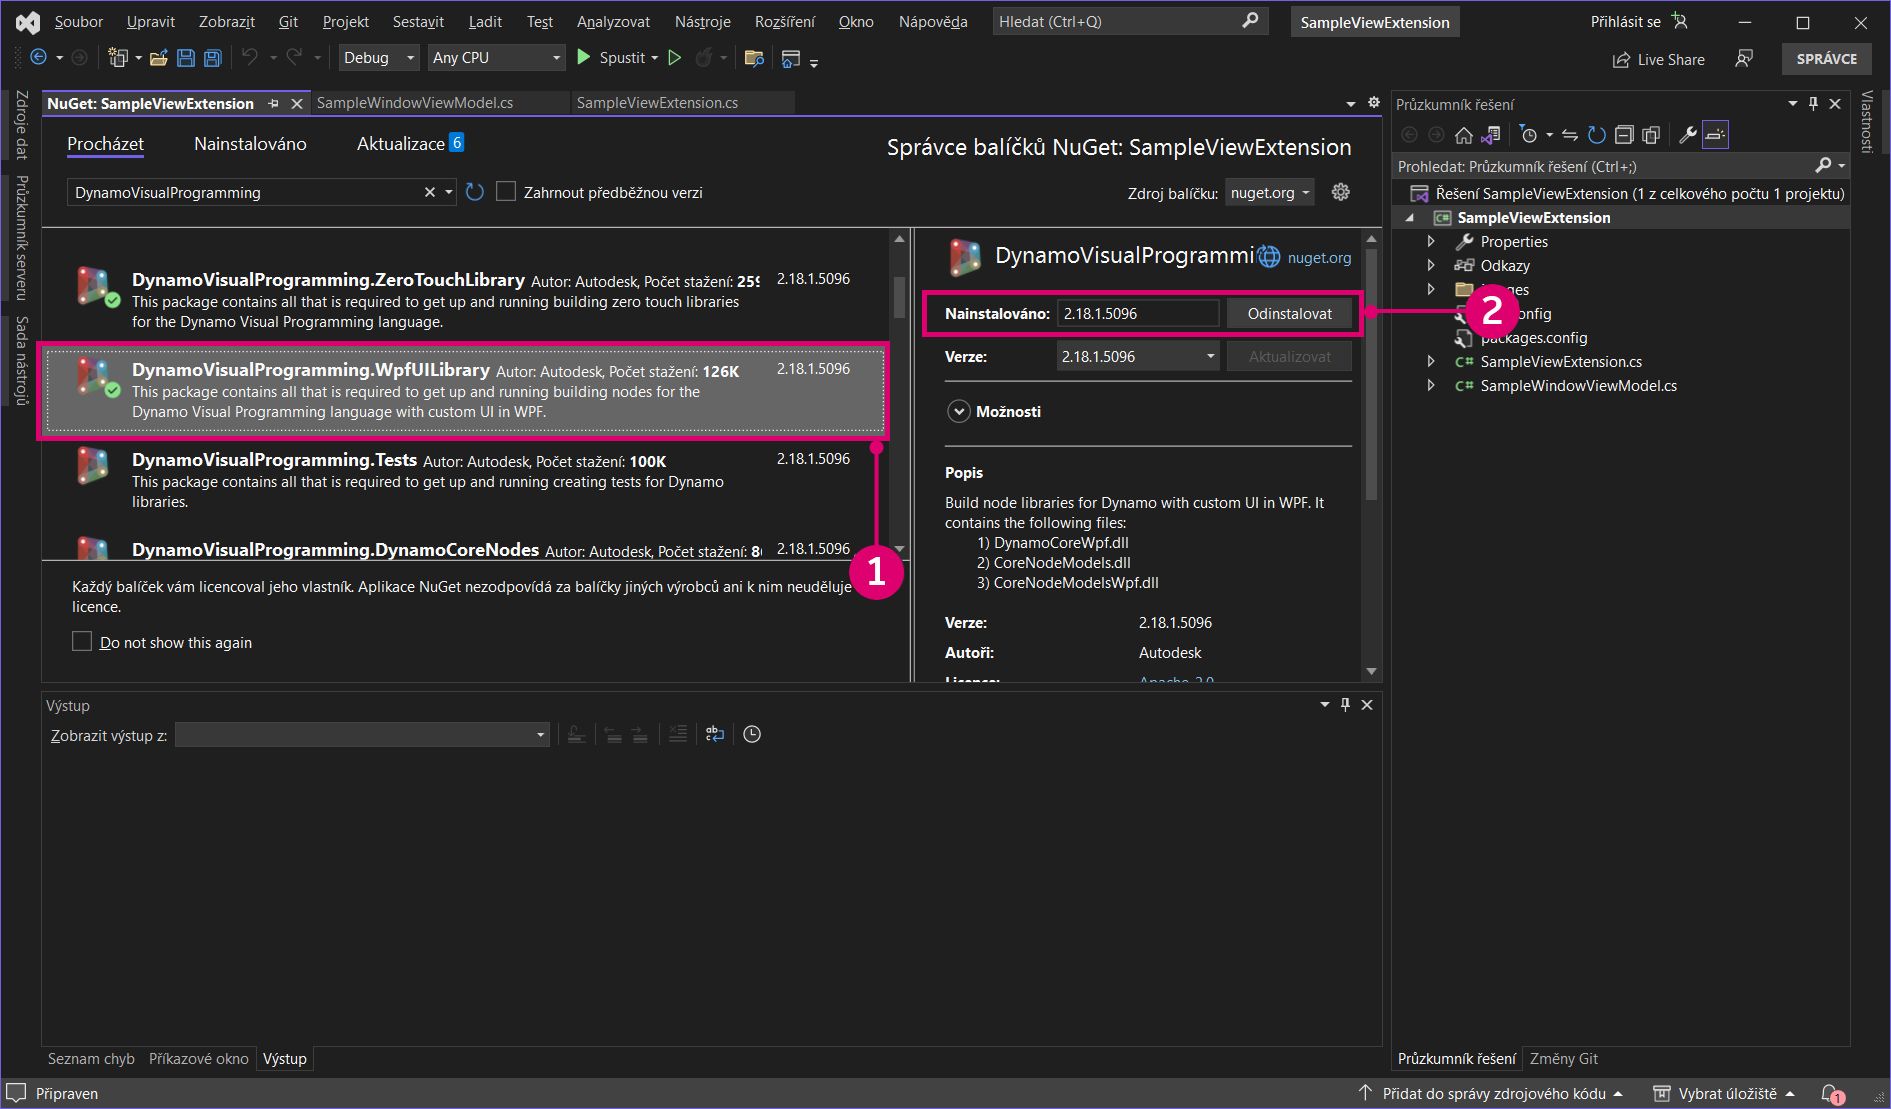 Soubor Upravit Zobrazit Git Projekt Sestavit Ladit Test Analyzovat Nástroje Rozšíření Okno Nápověda Hledat (Ctrl+Q) SampleViewExtension Přihlásit se
Debug Any CPU Spustit Live Share SPRÁVCE
Zdroje dat
Průzkumník serveru
Sada nástrojů
NuGet: SampleViewExtension SampleWindowViewModel.cs SampleViewExtension.cs
Procházet Nainstalováno Aktualizace 6
Správce balíčků NuGet: SampleViewExtension
DynamoVisualProgramming Zahrnout předběžnou verzi
Zdroj balíčku: nuget.org
DynamoVisualProgramming.ZeroTouchLibrary Autor: Autodesk, Počet stažení: 259 2.18.1.5096
This package contains all that is required to get up and running building zero touch libraries
for the Dynamo Visual Programming language.
DynamoVisualProgramming.WpfUILibrary Autor: Autodesk, Počet stažení: 126K 2.18.1.5096
This package contains all that is required to get up and running building nodes for the
Dynamo Visual Programming language with custom UI in WPF.
DynamoVisualProgramming.Tests Autor: Autodesk, Počet stažení: 100K 2.18.1.5096
This package contains all that is required to get up and running creating tests for Dynamo
libraries.
DynamoVisualProgramming.DynamoCoreNodes Autor: Autodesk, Počet stažení: 2.18.1.5096
1
Každý balíček vám licencoval jeho vlastník. Aplikace NuGet nezodpovídá za balíčky jiných výrobců ani k nim neuděluje
licence.
Do not show this again
DynamoVisualProgrammi nuget.org
Nainstalováno: 2.18.1.5096 Odinstalovat
2
Verze: 2.18.1.5096 Aktualizovat
Možnosti
Popis
Build node libraries for Dynamo with custom UI in WPF. It
contains the following files:
1) DynamoCoreWpf.dll
2) CoreNodeModels.dll
3) CoreNodeModelsWpf.dll
Verze: 2.18.1.5096
Autoři: Autodesk
Licence: Apache-2.0
Výstup
Zobrazit výstup z:
Seznam chyb Příkazové okno Výstup
Průzkumník řešení
Prohledat: Průzkumník řešení (Ctrl+;)
Řešení SampleViewExtension (1 z celkového počtu 1 projektu)
SampleViewExtension
Properties
Odkazy
packages.config
C# SampleViewExtension.cs
C# SampleWindowViewModel.cs
Vlastnosti
Průzkumník řešení Změny Git
Připraven Přidat do správy zdrojového kódu Vybrat úložiště 1